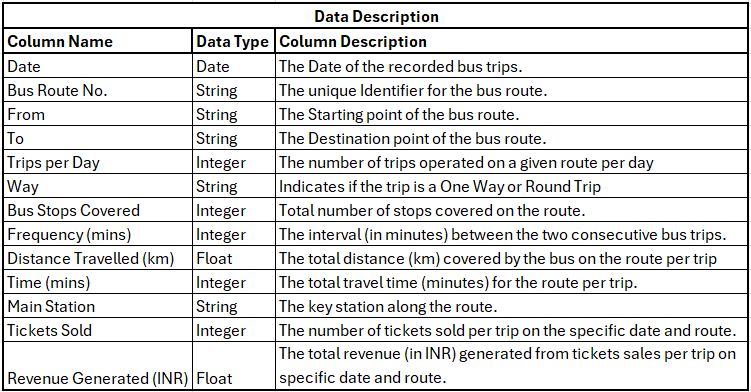 Data Description
Column Name Data Type Column Description
Date Date The Date of the recorded bus trips.
Bus Route No. String The unique Identifier for the bus route.
From String The Starting point of the bus route.
To String The Destination point of the bus route.
Trips per Day Integer The number of trips operated on a given route per day
Way String Indicates if the trip is a One Way or Round Trip
Bus Stops Covered Integer Total number of stops covered on the route.
Frequency (mins) Integer The interval (in minutes) between the two consecutive bus trips.
Distance Travelled (km) Float The total distance (km) covered by the bus on the route per trip
Time (mins) Integer The total travel time (minutes) for the route per trip.
Main Station String The key station along the route.
Tickets Sold Integer The number of tickets sold per trip on the specific date and route.
Revenue Generated (INR) Float The total revenue (in INR) generated from tickets sales per trip on
specific date and route.